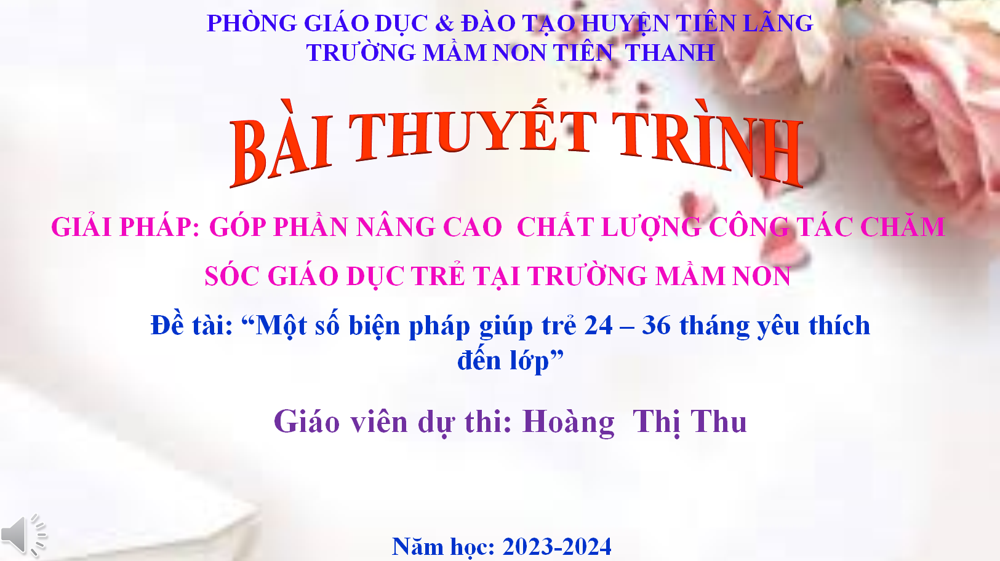 PHÒNG GIÁO DỤC & ĐÀO TẠO HUYỆN TIÊN LÃNG
TRƯỜNG MẦM NON TIÊN THANH
BÀI THUYẾT TRÌNH
GIẢI PHÁP: GÓP PHẦN NÂNG CAO CHẤT LƯỢNG CÔNG TÁC CHĂM
SÓC GIÁO DỤC TRẺ TẠI TRƯỜNG MẦM NON
Đề tài: “Một số biện pháp giúp trẻ 24 – 36 tháng yêu thích
đến lớp”
Giáo viên dự thi: Hoàng Thị Thu
Năm học: 2023-2024